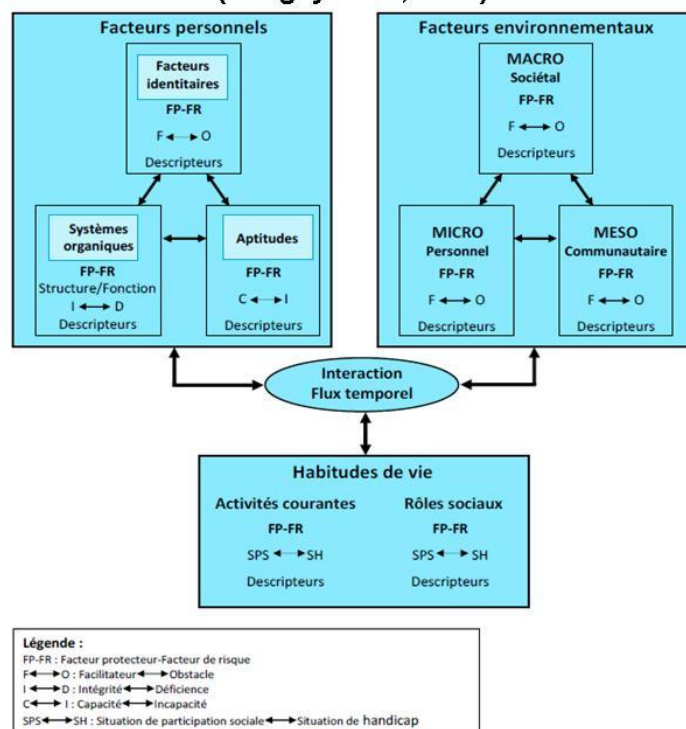 Facteurs personnels
Facteurs
identitaires
FP-FR
F ↔ O
Descripteurs
Systèmes
organiques
FP-FR
Structure/Fonction
I ↔ D
Descripteurs
Aptitudes
FP-FR
C ↔ I
Descripteurs
Facteurs environnementaux
MACRO
Sociétal
FP-FR
F ↔ O
Descripteurs
MICRO
Personnel
FP-FR
F ↔ O
Descripteurs
MESO
Communautaire
FP-FR
F ↔ O
Descripteurs
Interaction
Flux temporel
Habitudes de vie
Activités courantes
FP-FR
SPS ↔ SH
Descripteurs
Rôles sociaux
FP-FR
SPS ↔ SH
Descripteurs
Légende :
FP-FR : Facteur protecteur-Facteur de risque
F ↔ O : Facilitateur ↔ Obstacle
I ↔ D : Intégrité ↔ Déficience
C ↔ I : Capacité ↔ Incapacité
SPS ↔ SH : Situation de participation sociale ↔ Situation de handicap